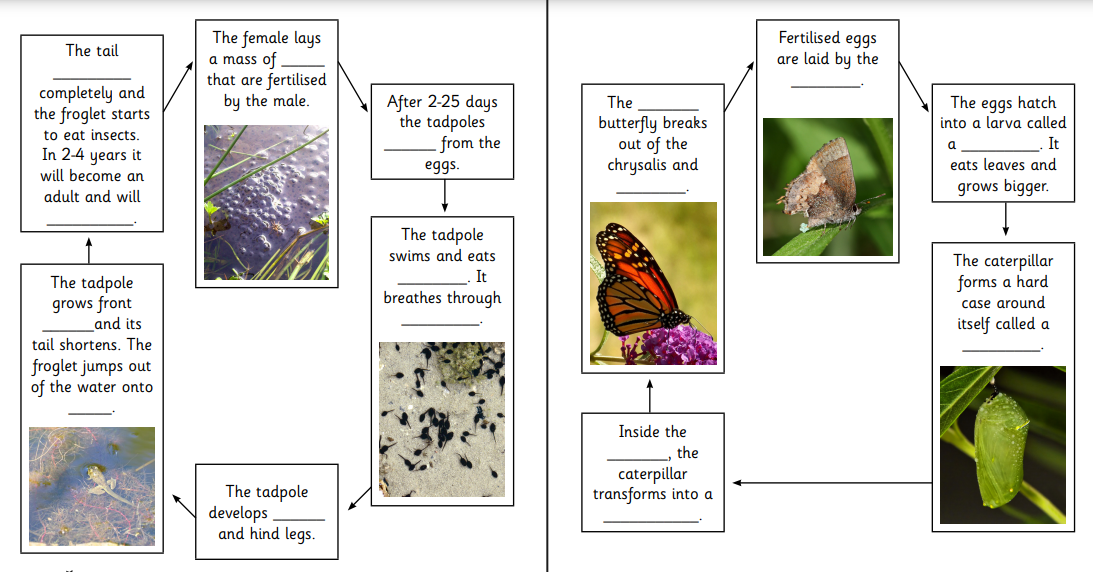 The female lays
a mass of _____
that are fertilised
by the male.
After 2-25 days
the tadpoles
______ from the
eggs.
The tadpole
swims and eats
________. It
breathes through
_________.
The tadpole
develops ______
and hind legs.
The tadpole
grows front
______and its
tail shortens. The
froglet jumps out
of the water onto
_____.
The tail
_________
completely and
the froglet starts
to eat insects.
In 2-4 years it
will become an
adult and will
__________.
Fertilised eggs
are laid by the
________.
The eggs hatch
into a larva called
a _________. It
eats leaves and
grows bigger.
The caterpillar
forms a hard
case around
itself called a
_________.
Inside the
_______, the
caterpillar
transforms into a
___________.
The _______
butterfly breaks
out of the
chrysalis and
________.